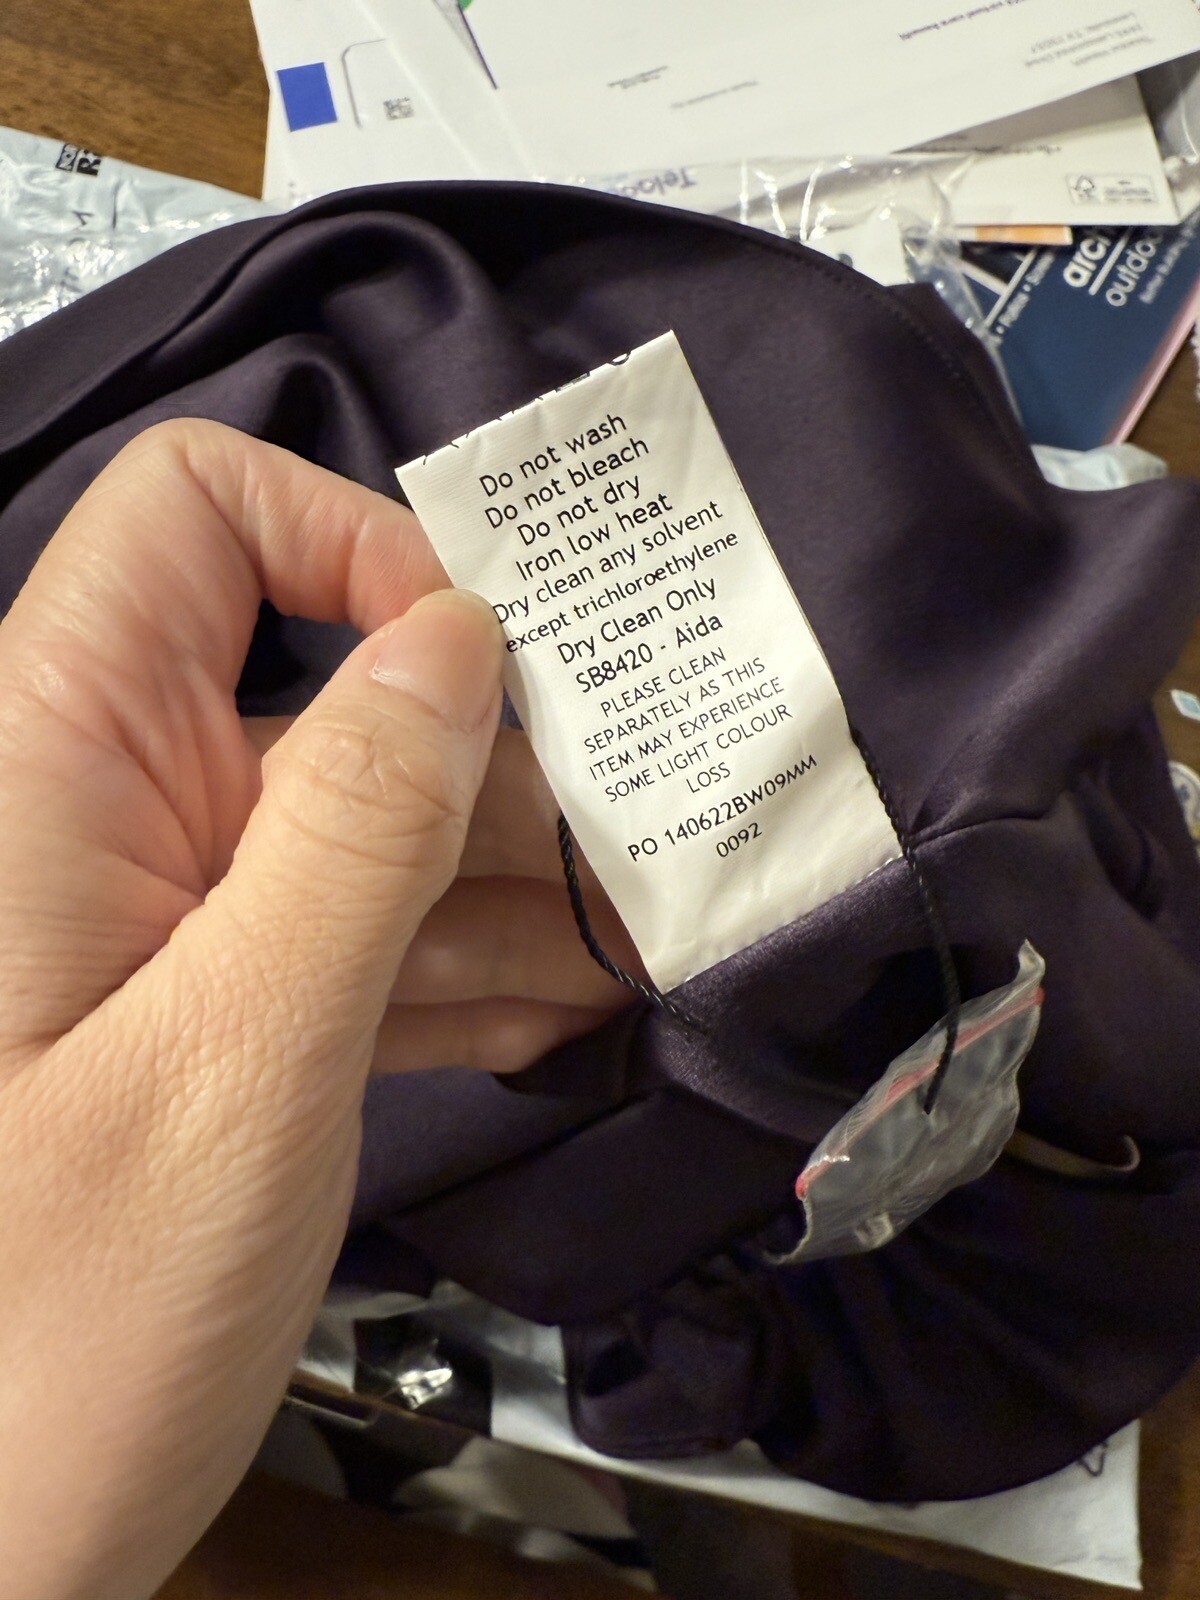 arch
outdoo
Do not wash
Do not bleach
Do not dry
Iron low heat
Dry clean any solvent
except trichloroethylene
Dry Clean Only
SB8420 - Aida
PLEASE CLEAN
SEPARATELY AS THIS
ITEM MAY EXPERIENCE
SOME LIGHT COLOUR
LOSS
PO 140622BW09MM
0092